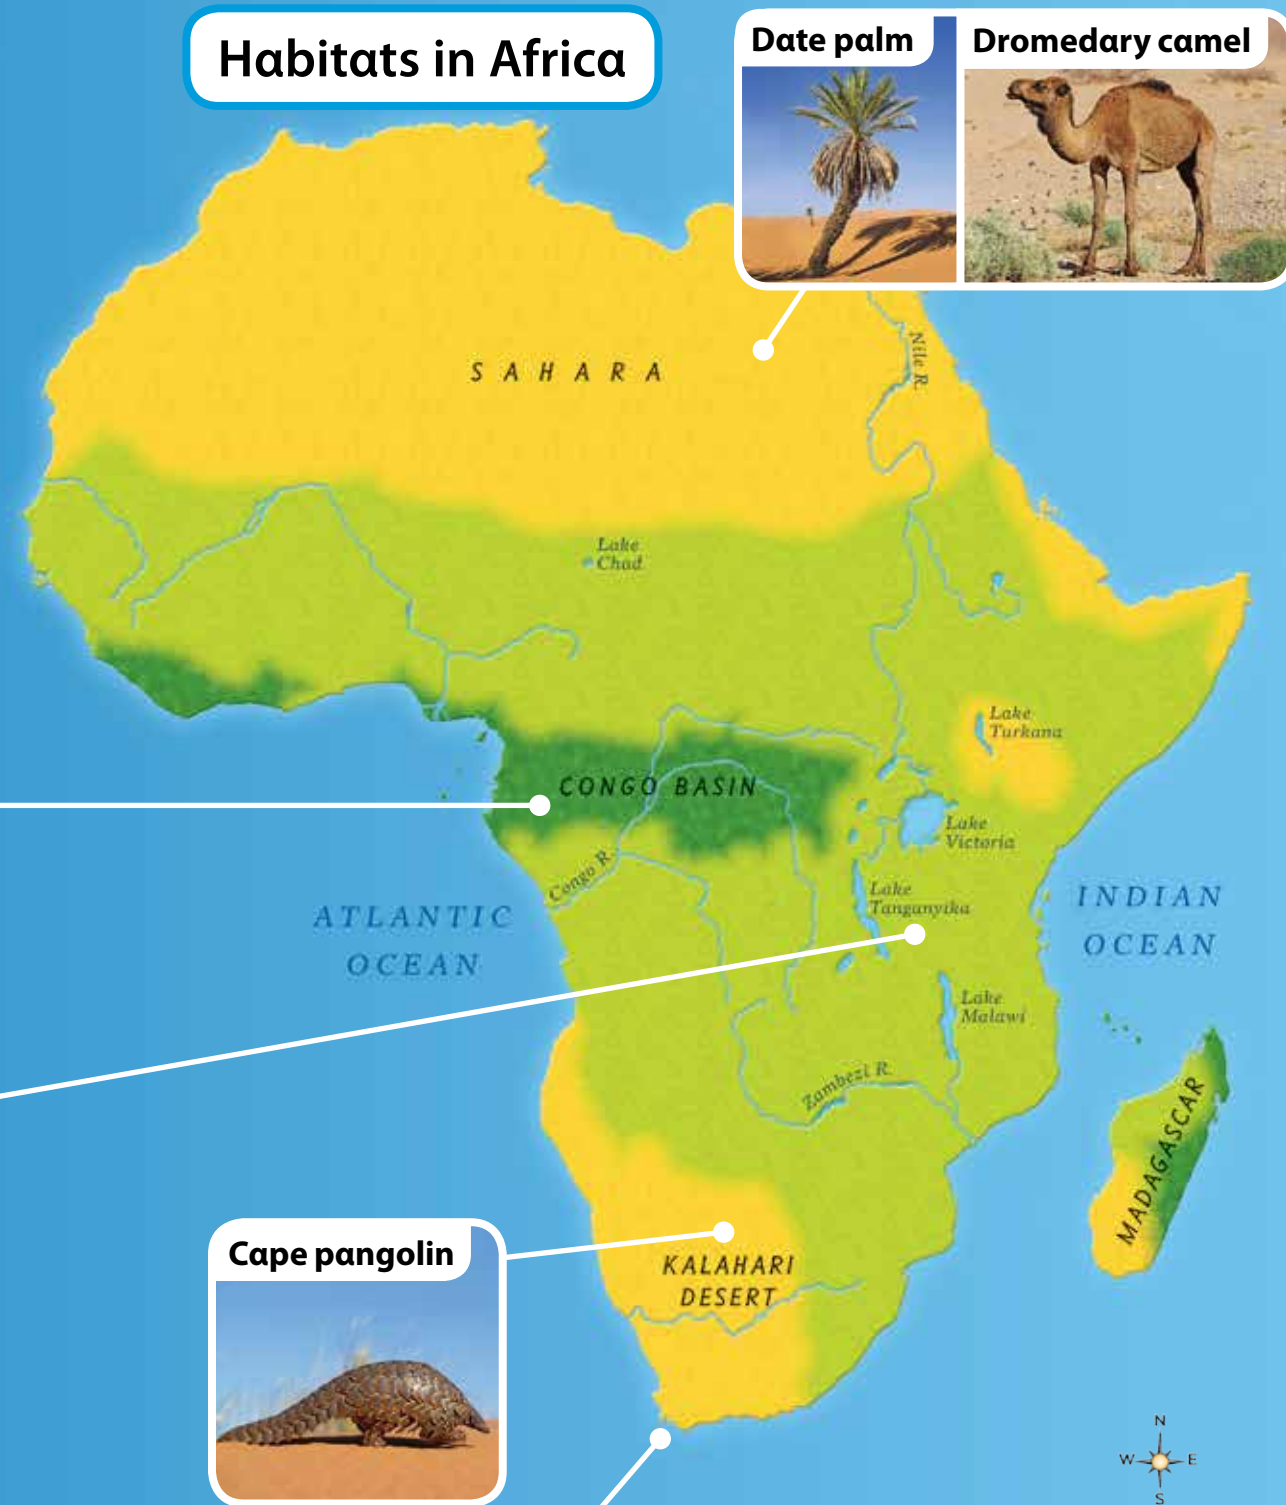 Habitats in Africa
Date palm
Dromedary camel
SAHARA
Nile R.
Lake
Chad
Lake
Turkana
CONGO BASIN
Lake
Victoria
Congo R.
Lake
Tanganyika
ATLANTIC
OCEAN
INDIAN
OCEAN
Lake
Malawi
Zambezi R.
MADAGASCAR
Cape pangolin
KALAHARI
DESERT
N
W E
S